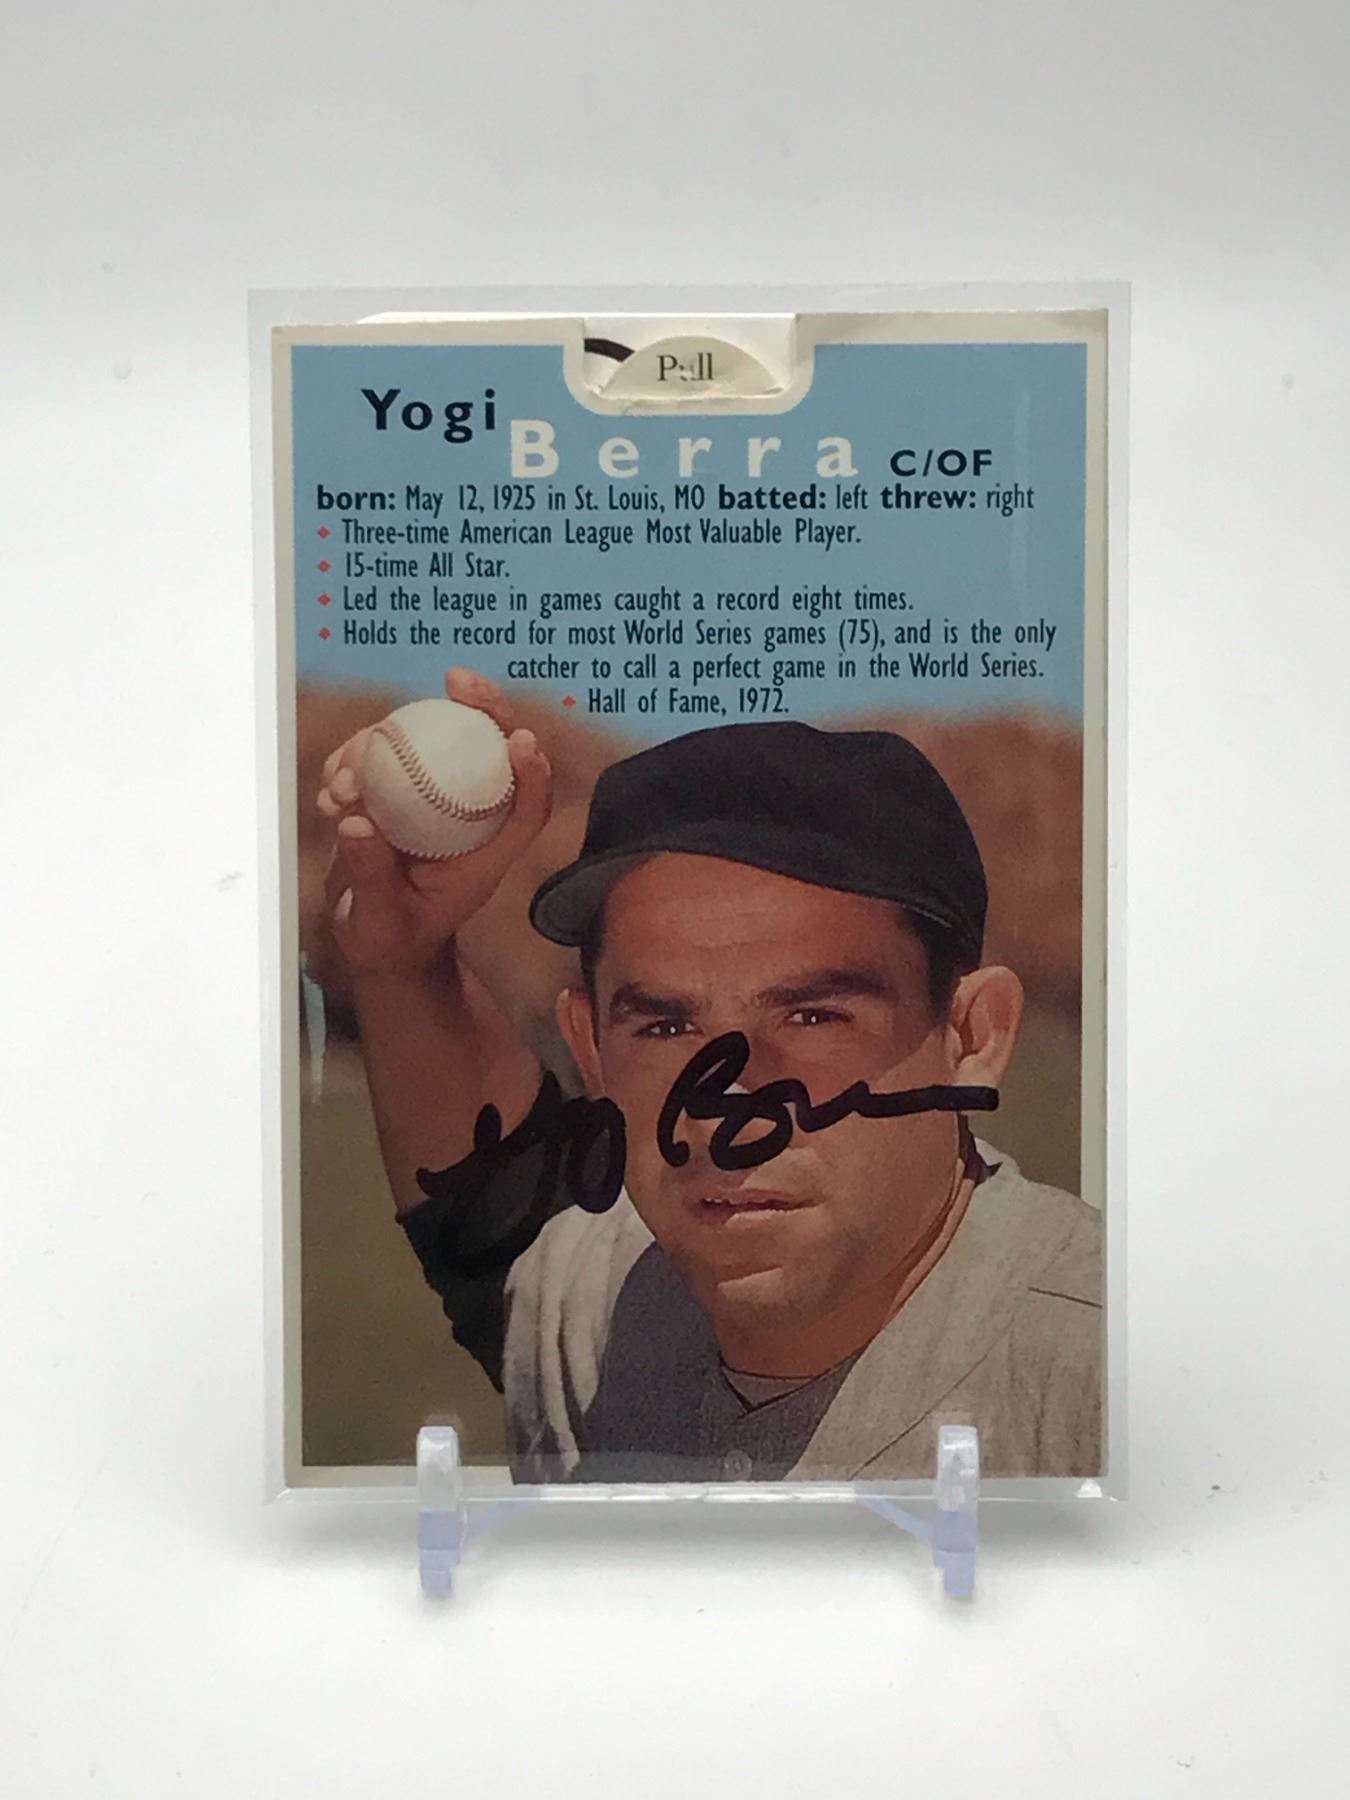 Pull
Yogi
Berra C/OF
born: May 12, 1925 in St. Louis, MO batted: left threw: right
Three-time American League Most Valuable Player.
15-time All Star.
Led the league in games caught a record eight times.
Holds the record for most World Series games (75), and is the only
catcher to call a perfect game in the World Series.
Hall of Fame, 1972.
Yogi Berra